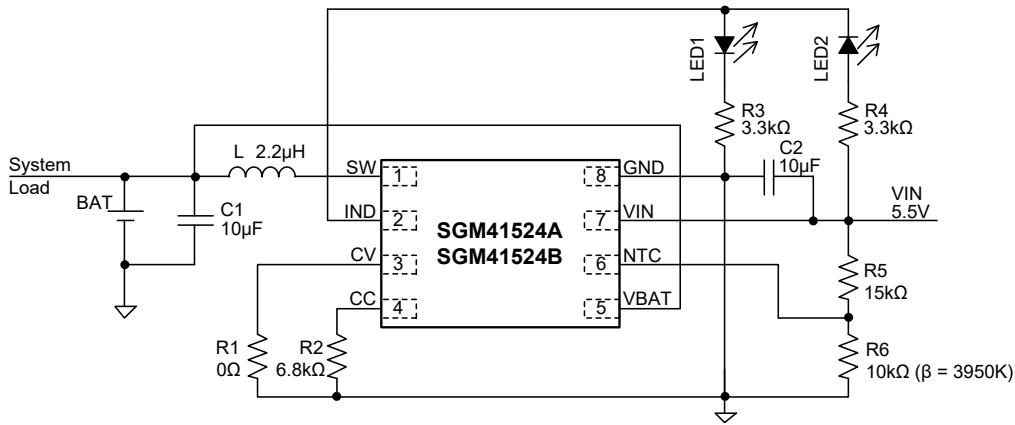 LED1
LED2
R3
3.3kΩ
R4
3.3kΩ
C2
10μF
System
Load
L 2.2μH
SW
1
8
GND
BAT
C1
10μF
IND
2
SGM41524A
SGM41524B
7
VIN
VIN
5.5V
CV
3
6
NTC
R5
15kΩ
CC
4
5
VBAT
R1
0Ω
R2
6.8kΩ
R6
10kΩ (β = 3950K)